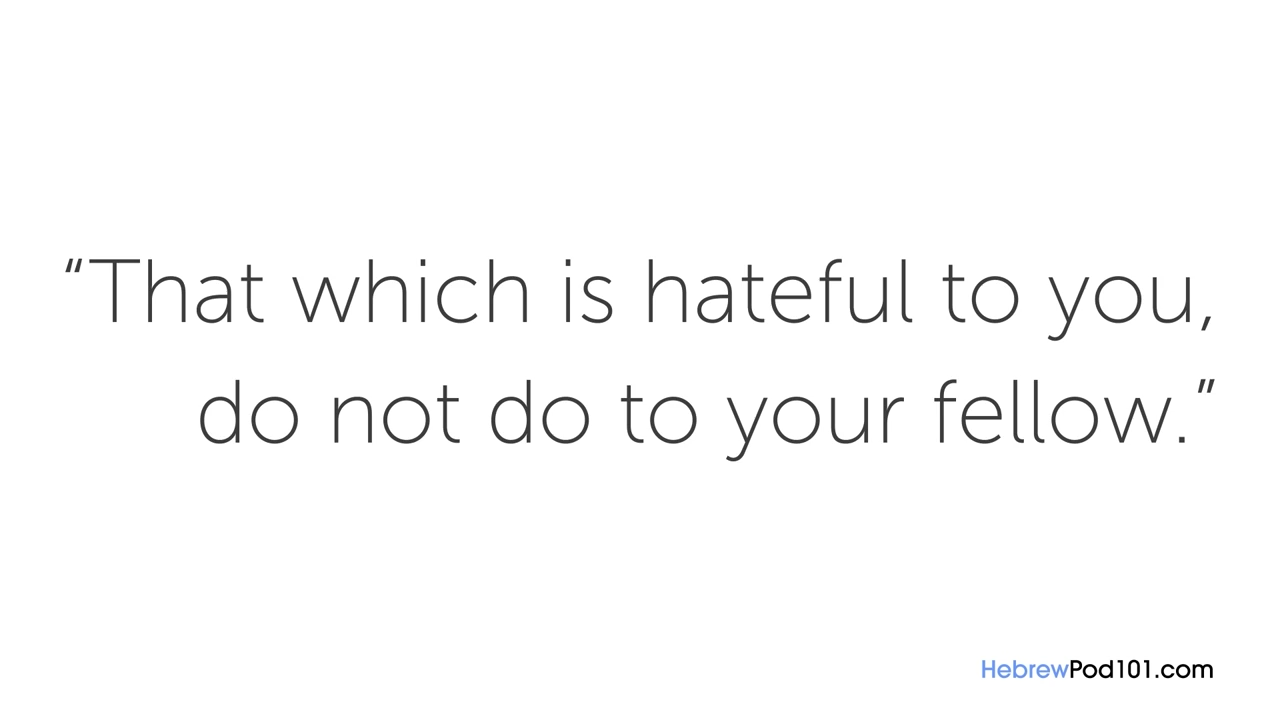 “That which is hateful to you,
do not do to your fellow.”
HebrewPod101.com